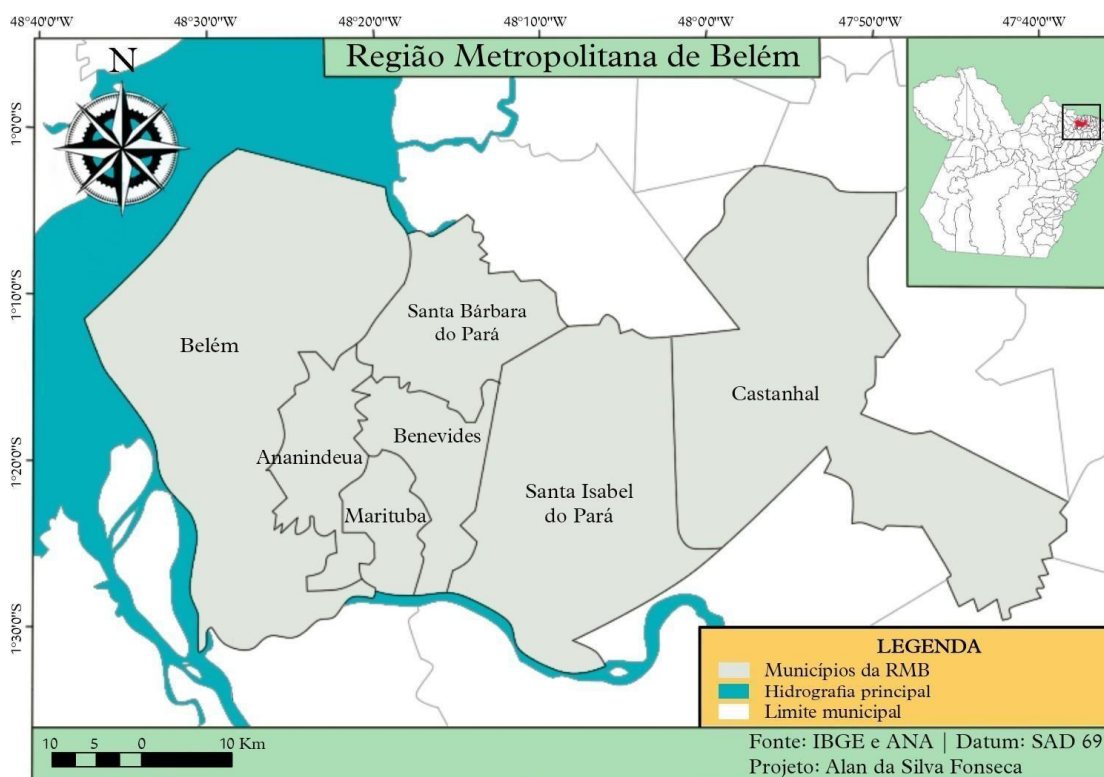 48°40'0"W 48°30'0"W 48°20'0"W 48°10'0"W 48°0'0"W 47°50'0"W 47°40'0"W
Região Metropolitana de Belém
N
1°0'0"S
1°10'0"S
1°20'0"S
1°30'0"S
Belém
Santa Bárbara
do Pará
Castanhal
Benevides
Ananindeua
Marituba
Santa Isabel
do Pará
LEGENDA
Municípios da RMB
Hidrografia principal
Limite municipal
10 5 0 10 Km
Fonte: IBGE e ANA | Datum: SAD 69
Projeto: Alan da Silva Fonseca